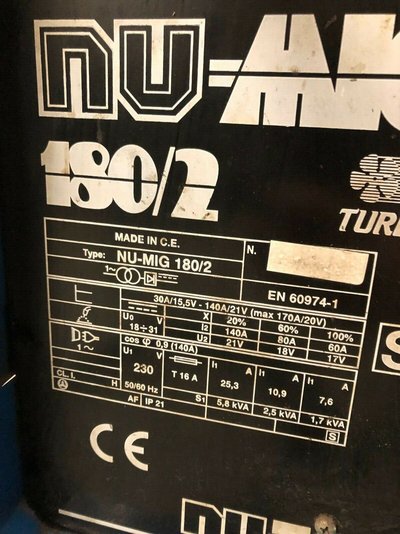 NU-MIG
180/2
TURB
MADE IN C.E.
N.
Type: NU-MIG 180/2
1~
EN 60974-1
30A/15,5V - 140A/21V (max 170A/20V)
U0 V X 20% 60% 100%
18÷31 I2 140A 80A 60A
U2 21V 18V 17V
cos φ 0,9 (140A)
1~ U1 V I1 A I1 A I1 A
230 T 16 A 25,3 10,9 7,6
CL. I.
H 50/60 Hz S1 5,8 kVA 2,5 kVA 1,7 kVA
AF IP 21 S
S
CE